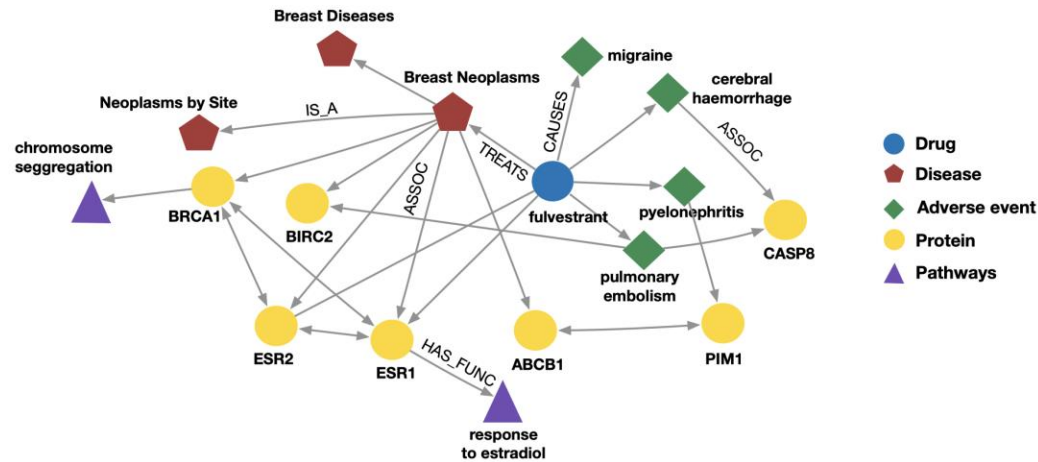 Breast Diseases
migraine
Breast Neoplasms
cerebral
haemorrhage
Neoplasms by Site
IS_A
CAUSES
ASSOC
chromosome
seggregation
TREATS
Drug
Disease
Adverse event
Protein
Pathways
ASSOC
BRCA1
BIRC2
fulvestrant
pyelonephritis
CASP8
pulmonary
embolism
ESR2
ESR1
HAS_FUNC
ABCB1
PIM1
response
to estradiol